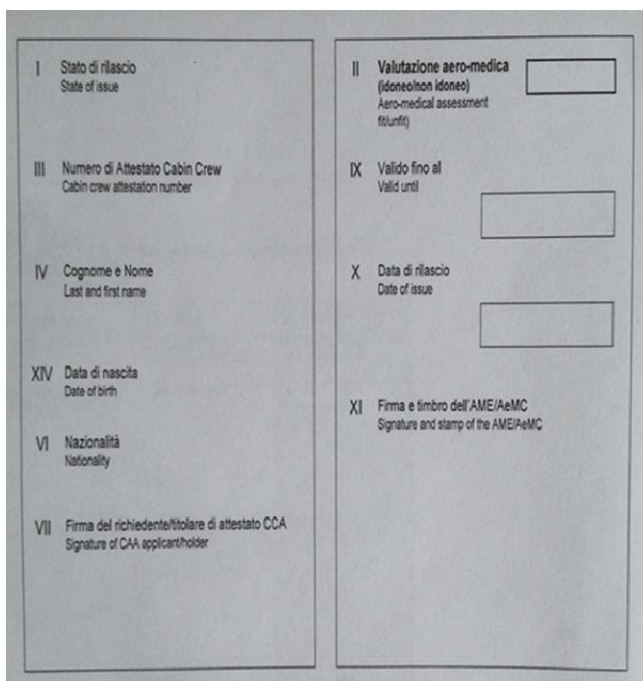 I Stato di rilascio
State of issue
III Numero di Attestato Cabin Crew
Cabin crew attestation number
IV Cognome e Nome
Last and first name
XIV Data di nascita
Date of birth
VI Nazionalità
Nationality
VII Firma del richiedente/titolare di attestato CCA
Signature of CAA applicant/holder
II Valutazione aero-medica
(idoneo/non idoneo)
Aero-medical assessment
fit/unfit)
IX Valido fino al
Valid until
X Data di rilascio
Date of issue
XI Firma e timbro dell'AME/AeMC
Signature and stamp of the AME/AeMC